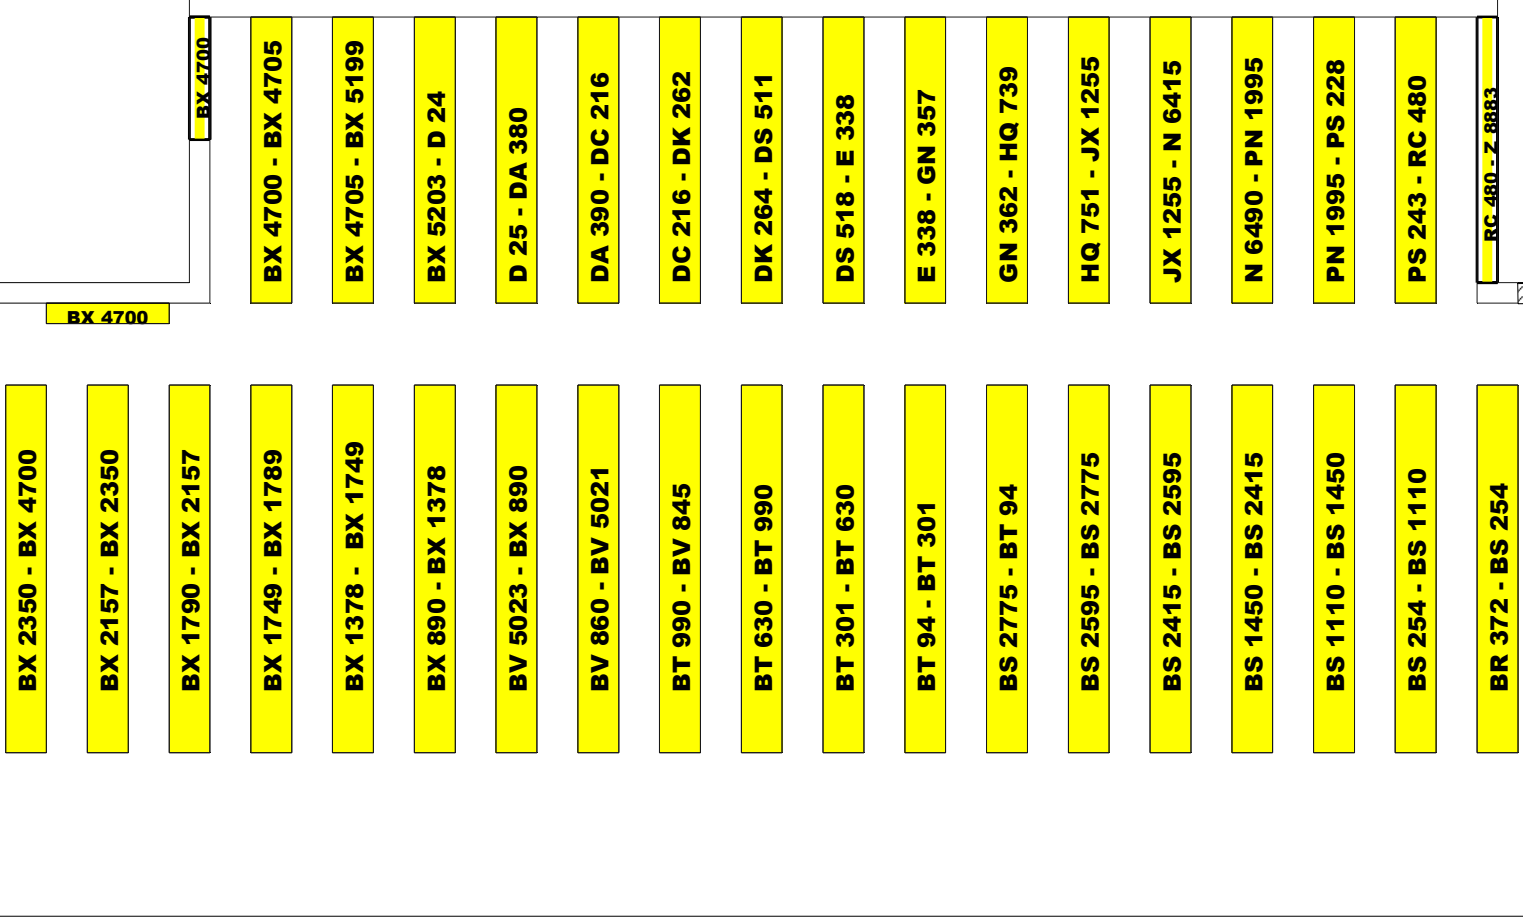 BX 4700
BX 4700 - BX 4705
BX 4705 - BX 5199
BX 5203 - D 24
D 25 - DA 380
DA 390 - DC 216
DC 216 - DK 262
DK 264 - DS 511
DS 518 - E 338
E 338 - GN 357
GN 362 - HQ 739
HQ 751 - JX 1255
JX 1255 - N 6415
N 6490 - PN 1995
PN 1995 - PS 228
PS 243 - RC 480
RC 480 - Z 8883
BX 4700
BX 2350 - BX 4700
BX 2157 - BX 2350
BX 1790 - BX 2157
BX 1749 - BX 1789
BX 1378 - BX 1749
BX 890 - BX 1378
BV 5023 - BX 890
BV 860 - BV 5021
BT 990 - BV 845
BT 630 - BT 990
BT 301 - BT 630
BT 94 - BT 301
BS 2775 - BT 94
BS 2595 - BS 2775
BS 2415 - BS 2595
BS 1450 - BS 2415
BS 1110 - BS 1450
BS 254 - BS 1110
BR 372 - BS 254